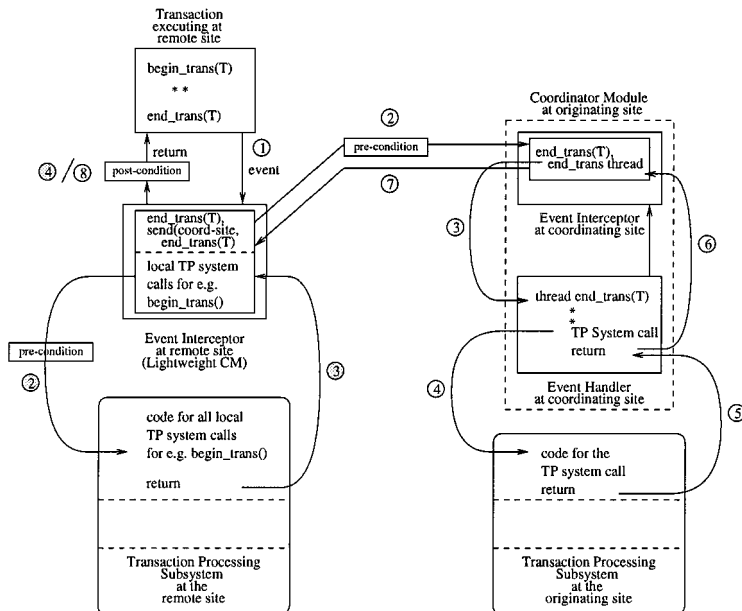 Transaction
executing at
remote site
begin_trans(T)
* *
end_trans(T)
return
④/⑧
post-condition
①
event
②
pre-condition
⑦
end_trans(T),
send(coord-site,
end_trans(T)
local TP system
calls for e.g.
begin_trans()
pre-condition
②
Event Interceptor
at remote site
(Lightweight CM)
③
code for all local
TP system calls
for e.g. begin_trans()
return
Transaction Processing
Subsystem
at the
remote site
Coordinator Module
at originating site
end_trans(T),
end_trans thread
Event Interceptor
at coordinating site
③
⑥
thread end_trans(T)
*
*
TP System call
return
Event Handler
at coordinating site
④
⑤
code for the
TP system call
return
Transaction Processing
Subsystem
at the
originating site